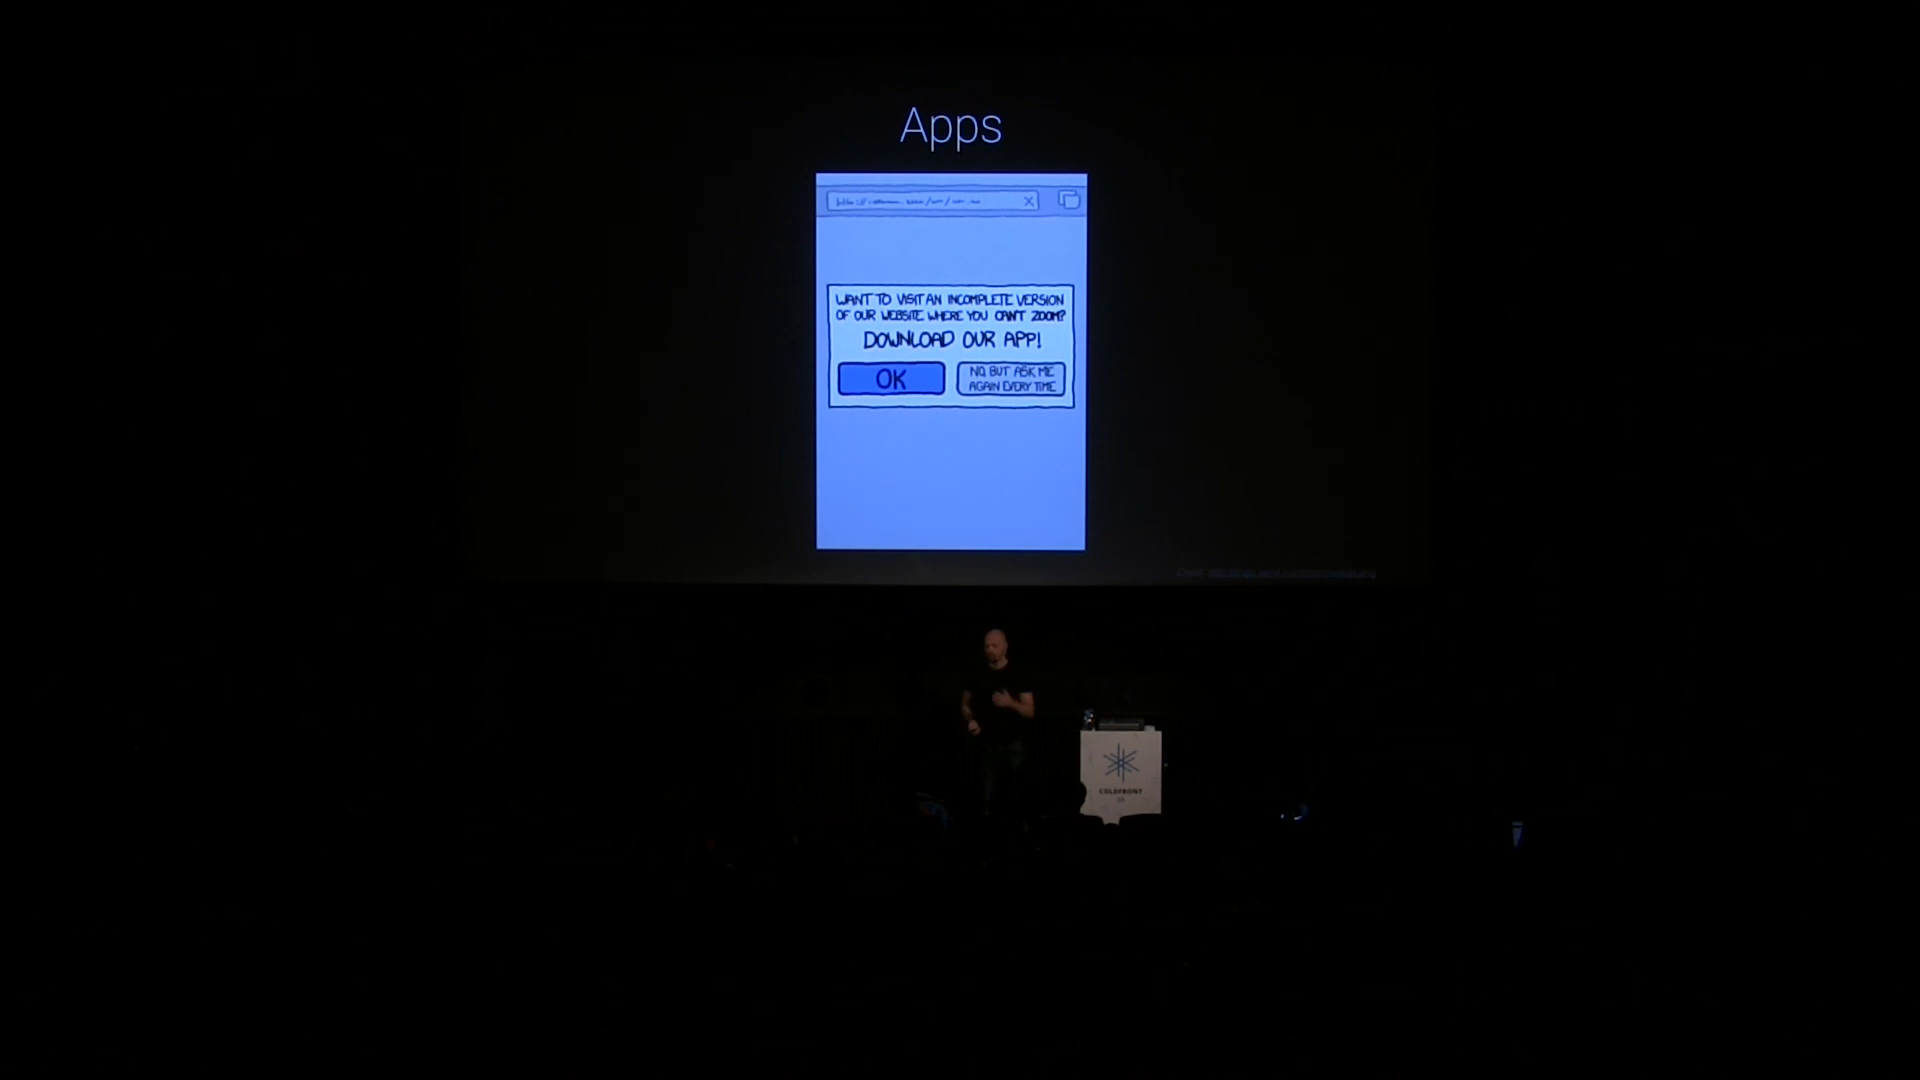 Apps
WANT TO VISIT AN INCOMPLETE VERSION
OF OUR WEBSITE WHERE YOU CAN'T ZOOM?
DOWNLOAD OUR APP!
OK
NO, BUT ASK ME
AGAIN EVERY TIME
COLDFRONT